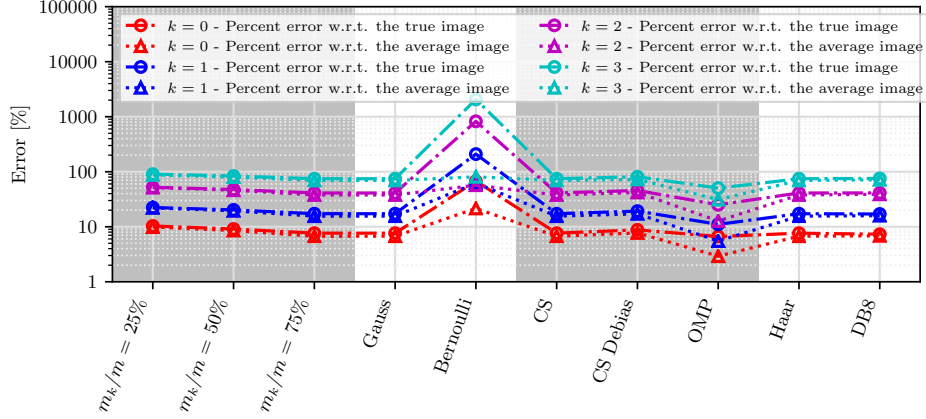 100000
10000
1000
100
10
1
Error [%]
k = 0 - Percent error w.r.t. the true image
k = 0 - Percent error w.r.t. the average image
k = 1 - Percent error w.r.t. the true image
k = 1 - Percent error w.r.t. the average image
k = 2 - Percent error w.r.t. the true image
k = 2 - Percent error w.r.t. the average image
k = 3 - Percent error w.r.t. the true image
k = 3 - Percent error w.r.t. the average image
m_k/m = 25%
m_k/m = 50%
m_k/m = 75%
Gauss
Bernoulli
CS
CS Debias
OMP
Haar
DB8